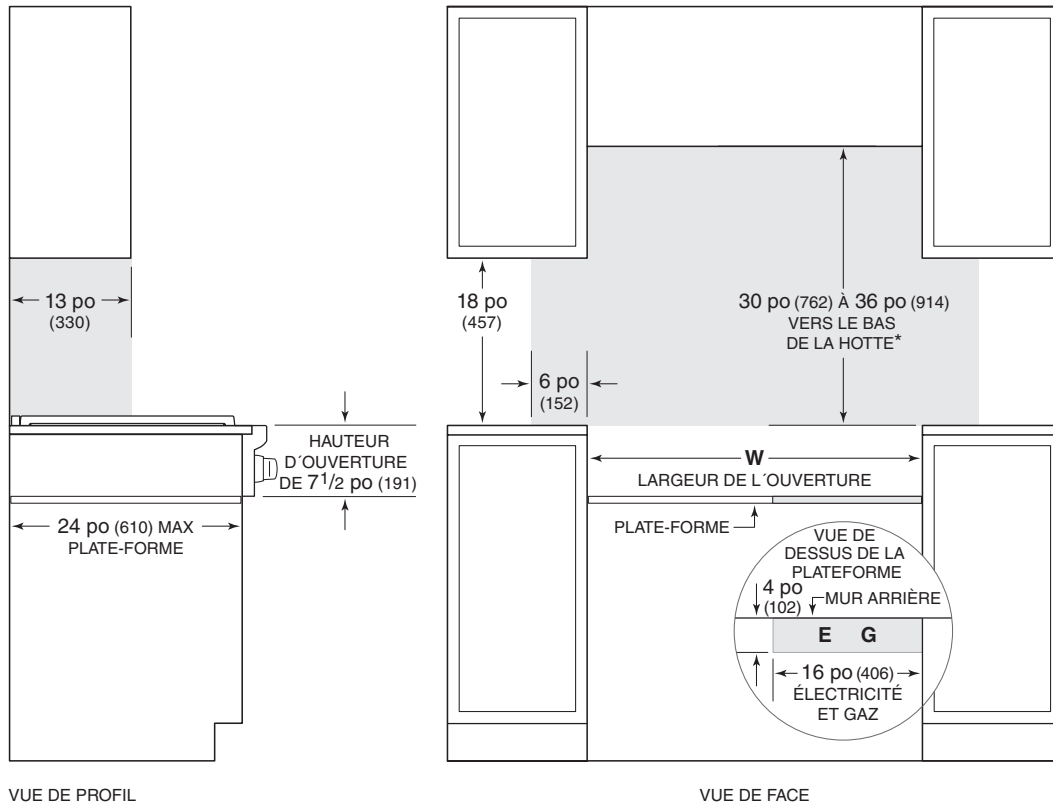 13 po
(330)
HAUTEUR
D´OUVERTURE
DE 7 1/2 po (191)
24 po (610) MAX
PLATE-FORME
VUE DE PROFIL
18 po
(457)
30 po (762) À 36 po (914)
VERS LE BAS
DE LA HOTTE*
6 po
(152)
W
LARGEUR DE L´OUVERTURE
PLATE-FORME
VUE DE
DESSUS DE LA
PLATEFORME
4 po
(102)
MUR ARRIÈRE
E G
16 po (406)
ÉLECTRICITÉ
ET GAZ
VUE DE FACE